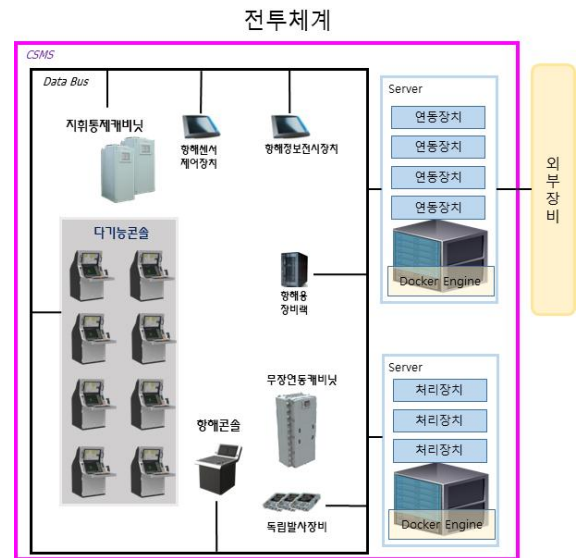 전투체계
CSMS
Data Bus
지휘통제캐비닛
항해센서
제어장치
항해정보전시장치
다기능콘솔
항해용
장비랙
무장연동캐비닛
항해콘솔
독립발사장비
Server
연동장치
연동장치
연동장치
연동장치
Docker Engine
외
부
장
비
Server
처리장치
처리장치
처리장치
Docker Engine